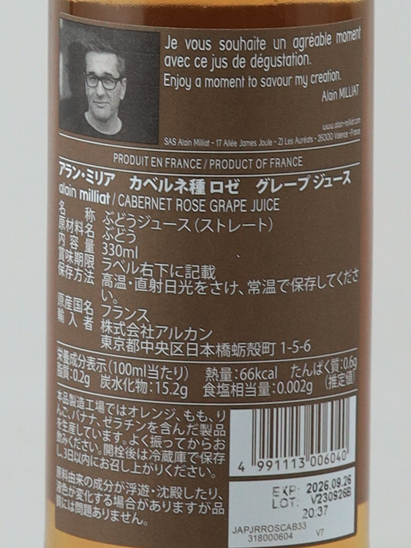 Je vous souhaite un agréable moment
avec ce jus de dégustation.
Enjoy a moment to savour my creation.
Alain MILLIAT
www.alain-milliat.com
SAS Alain Milliat - 17 Allée James Joule - ZI Les Auréats - 26000 Valence - France
PRODUIT EN FRANCE / PRODUCT OF FRANCE
アラン・ミリア カベルネ種 ロゼ グレープ ジュース
alain milliat / CABERNET ROSE GRAPE JUICE
名称 ぶどうジュース(ストレート)
原材料名 ぶどう
内容量 330ml
賞味期限 ラベル右下に記載
保存方法 高温・直射日光をさけ、常温で保存してくださ
い。
原産国名 フランス
輸入者 株式会社アルカン
東京都中央区日本橋蛎殻町 1-5-6
栄養成分表示(100ml当たり) 熱量:66kcal たんぱく質:0.6g
脂質:0.2g 炭水化物:15.2g 食塩相当量:0.002g (推定値)
本品製造工場ではオレンジ、もも、り
んご、バナナ、ゼラチンを含んだ製品
を生産しています。よく振ってからお
飲みください。開栓後は冷蔵庫で保存
し、3日以内にお召し上がりください。
原料由来の成分が浮遊・沈殿したり、
液色が変化する場合がありますが品
質には問題ありません。
4 991113 006040
EXP: 2026.09.26
LOT: V230926B
20:37
JAPJRROSCAB33
318000604 V7